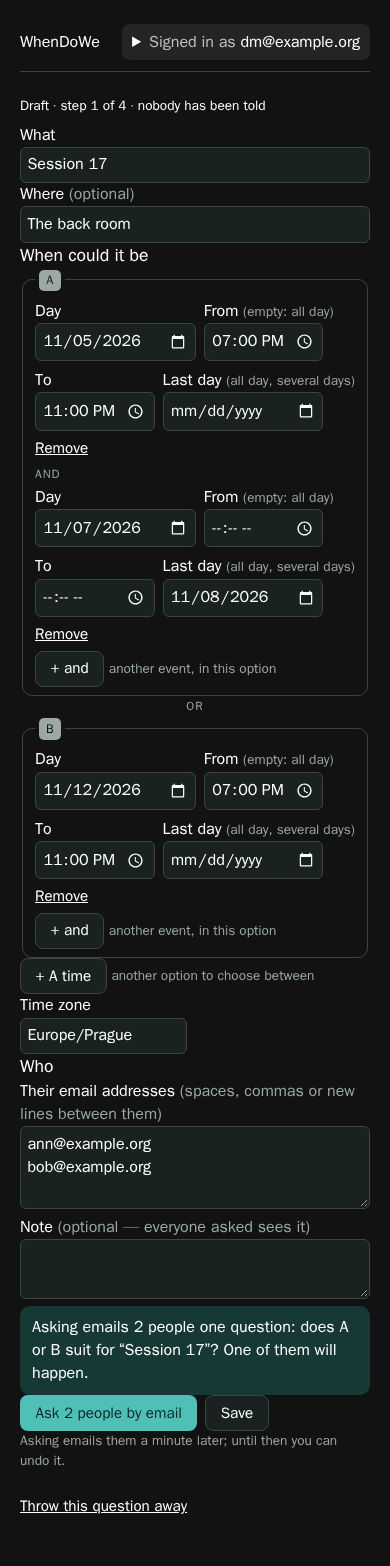 WhenDoWe
▶ Signed in as dm@example.org
Draft · step 1 of 4 · nobody has been told
What
Session 17
Where (optional)
The back room
When could it be
A
Day From (empty: all day)
11/05/2026 07:00 PM
To Last day (all day, several days)
11:00 PM mm/dd/yyyy
Remove
AND
Day From (empty: all day)
11/07/2026 --:-- --
To Last day (all day, several days)
--:-- -- 11/08/2026
Remove
+ and another event, in this option
OR
B
Day From (empty: all day)
11/12/2026 07:00 PM
To Last day (all day, several days)
11:00 PM mm/dd/yyyy
Remove
+ and another event, in this option
+ A time another option to choose between
Time zone
Europe/Prague
Who
Their email addresses (spaces, commas or new
lines between them)
ann@example.org
bob@example.org
Note (optional — everyone asked sees it)
Asking emails 2 people one question: does A
or B suit for “Session 17”? One of them will
happen.
Ask 2 people by email Save
Asking emails them a minute later; until then you can
undo it.
Throw this question away